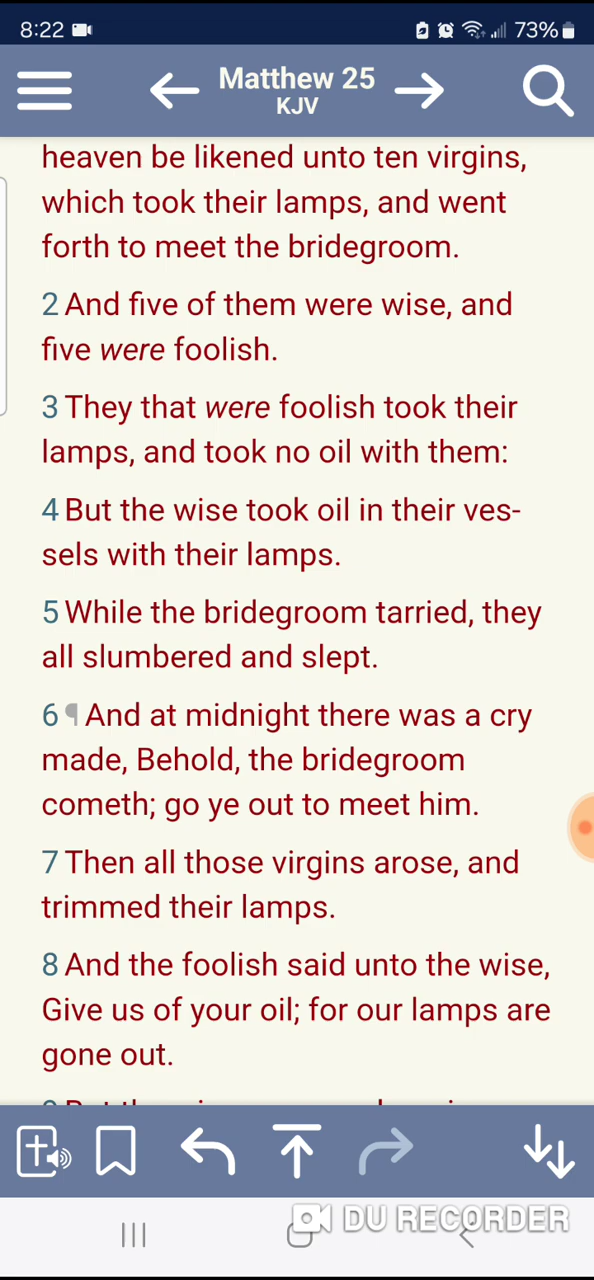 8:22
73%
Matthew 25
KJV
heaven be likened unto ten virgins,
which took their lamps, and went
forth to meet the bridegroom.
2 And five of them were wise, and
five were foolish.
3 They that were foolish took their
lamps, and took no oil with them:
4 But the wise took oil in their ves-
sels with their lamps.
5 While the bridegroom tarried, they
all slumbered and slept.
6 ¶ And at midnight there was a cry
made, Behold, the bridegroom
cometh; go ye out to meet him.
7 Then all those virgins arose, and
trimmed their lamps.
8 And the foolish said unto the wise,
Give us of your oil; for our lamps are
gone out.
DU RECORDER